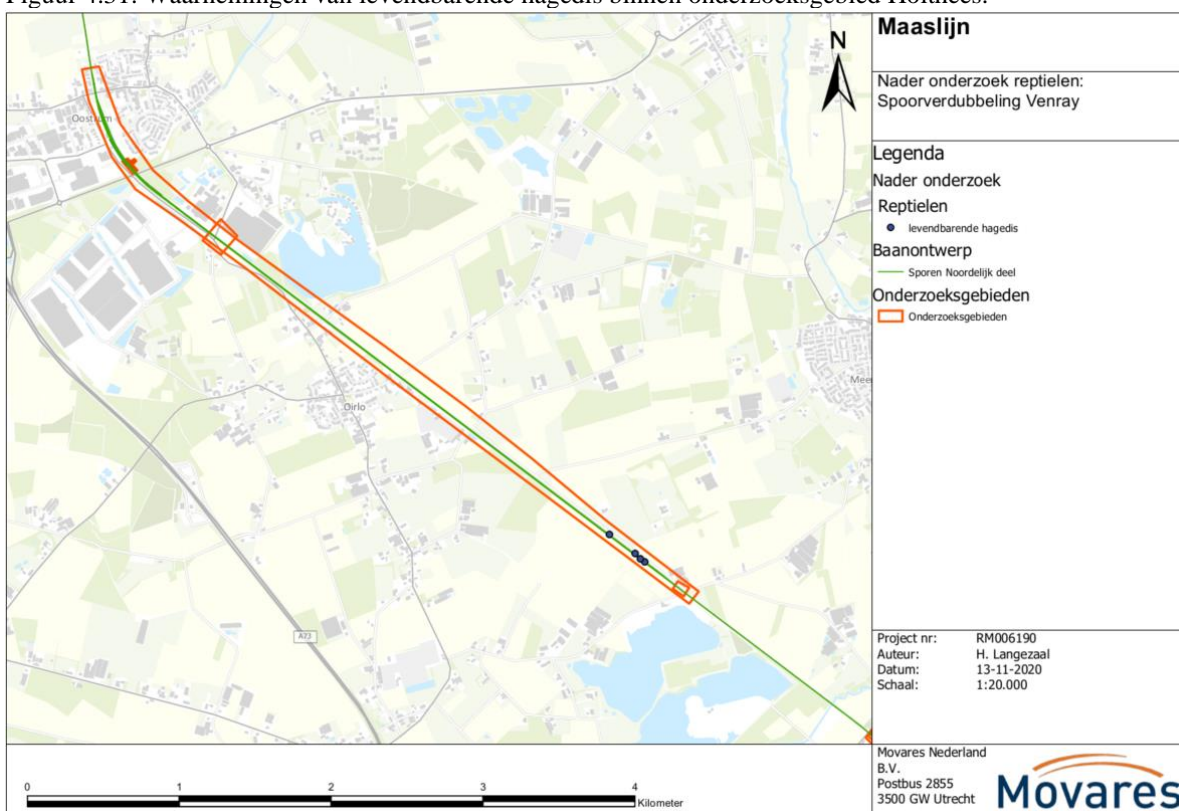 Figuur 4.31: Waarnemingen van levendbarende hagedis binnen onderzoeksgebied Holthees.
Oostrum
Oirlo
Meer
A73
N
Maaslijn
Nader onderzoek reptielen:
Spoorverdubbeling Venray
Legenda
Nader onderzoek
Reptielen
levendbarende hagedis
Baanontwerp
Sporen Noordelijk deel
Onderzoeksgebieden
Onderzoeksgebieden
Project nr: RM006190
Auteur: H. Langezaal
Datum: 13-11-2020
Schaal: 1:20.000
0 1 2 3 4
Kilometer
Movares Nederland
B.V.
Postbus 2855
3500 GW Utrecht
Movares